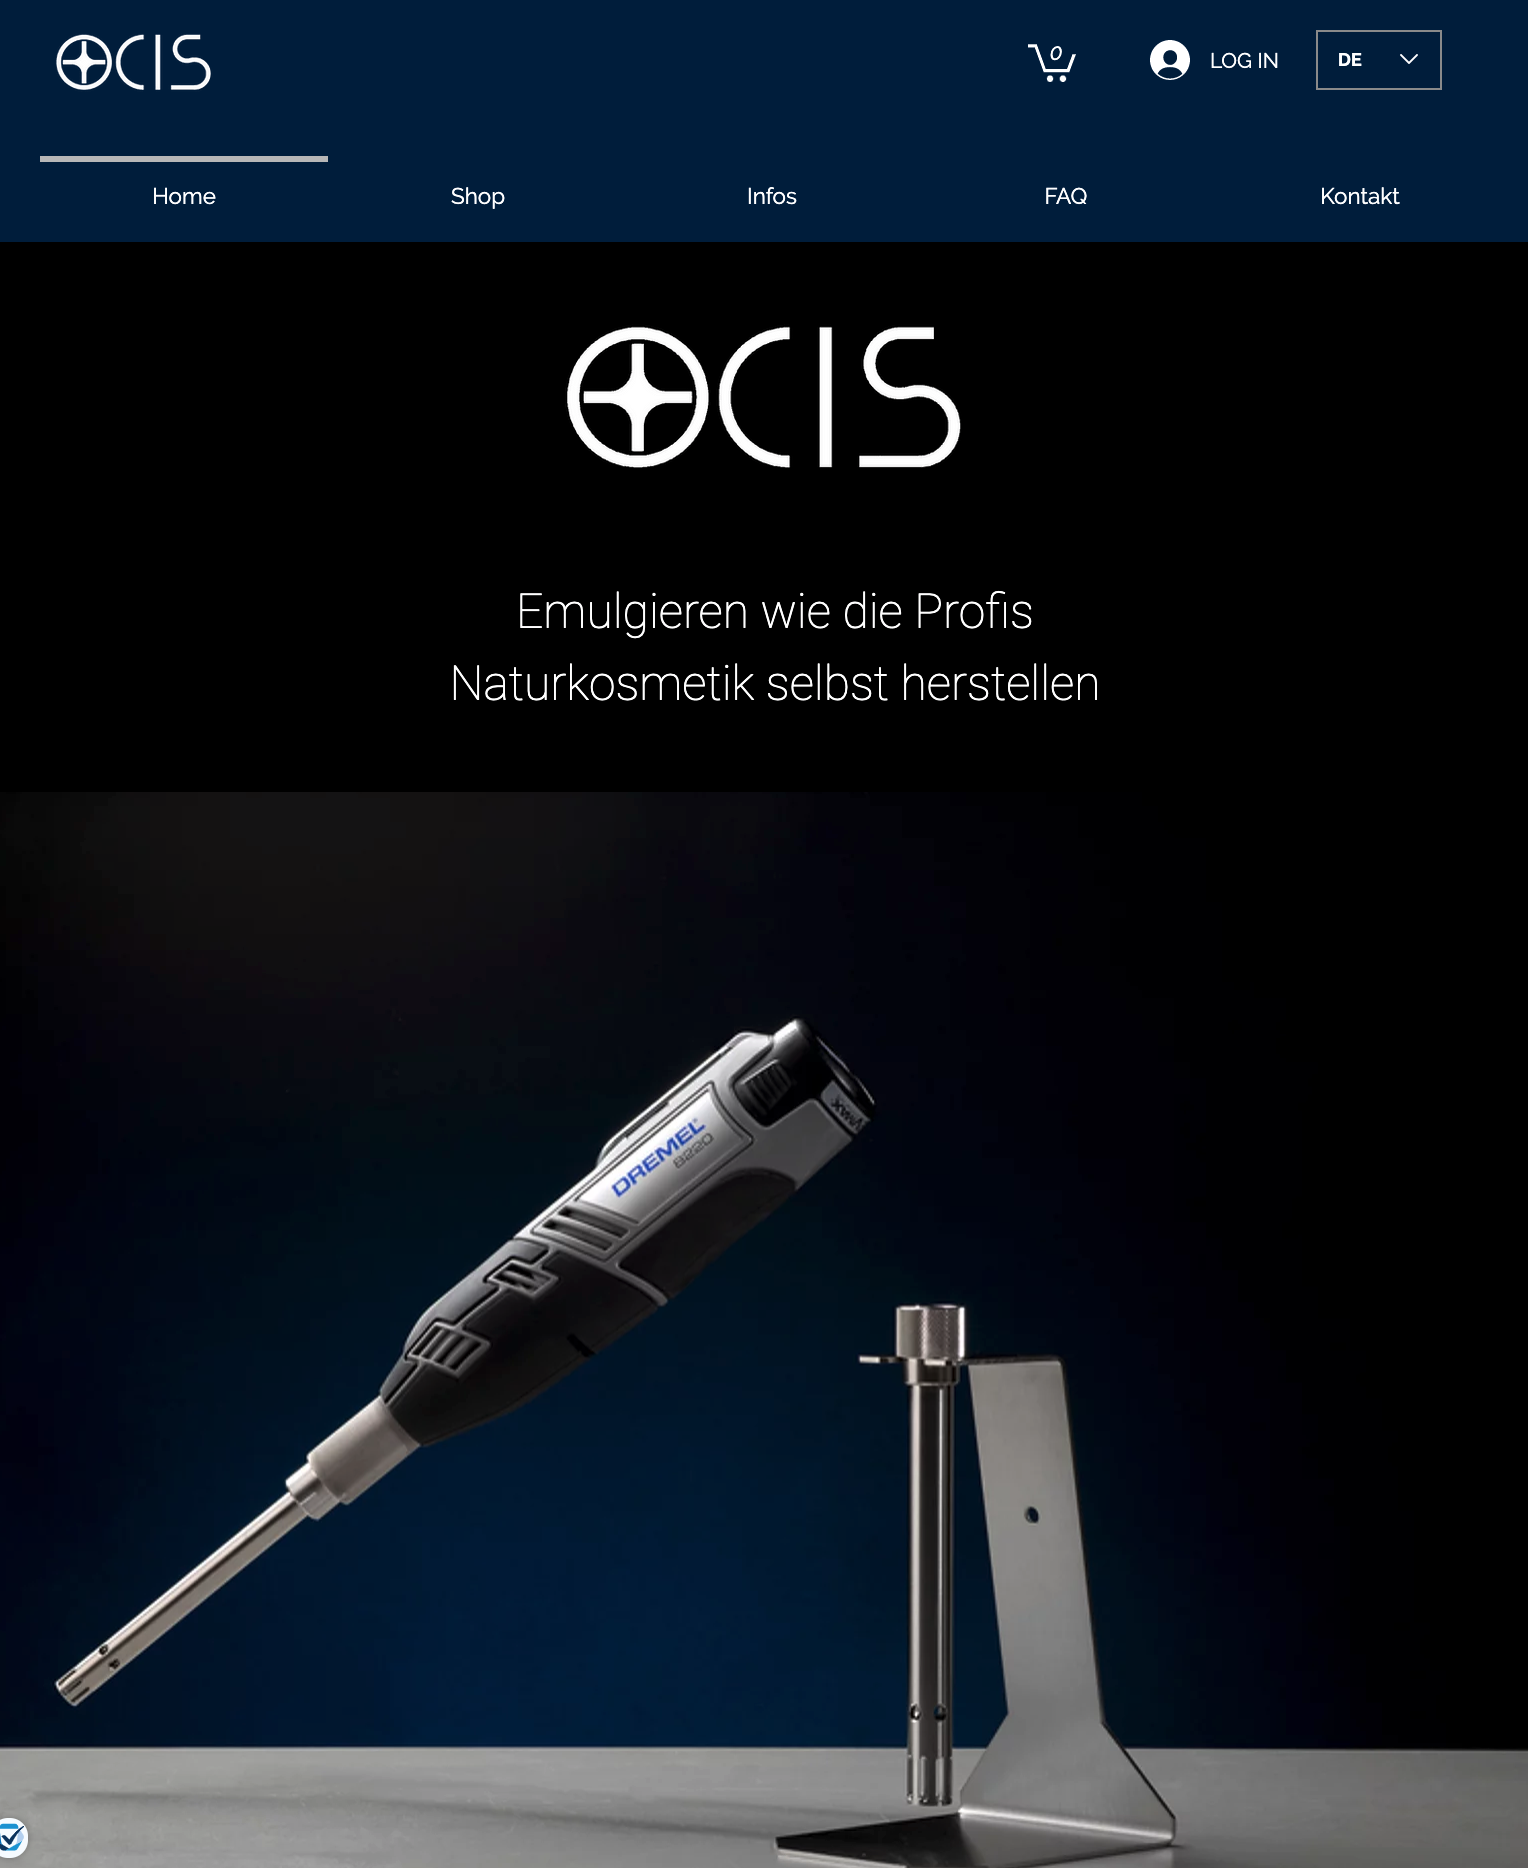 OCIS
0
LOG IN
DE
Home
Shop
Infos
FAQ
Kontakt
OCIS
Emulgieren wie die Profis
Naturkosmetik selbst herstellen
DREMEL
8220